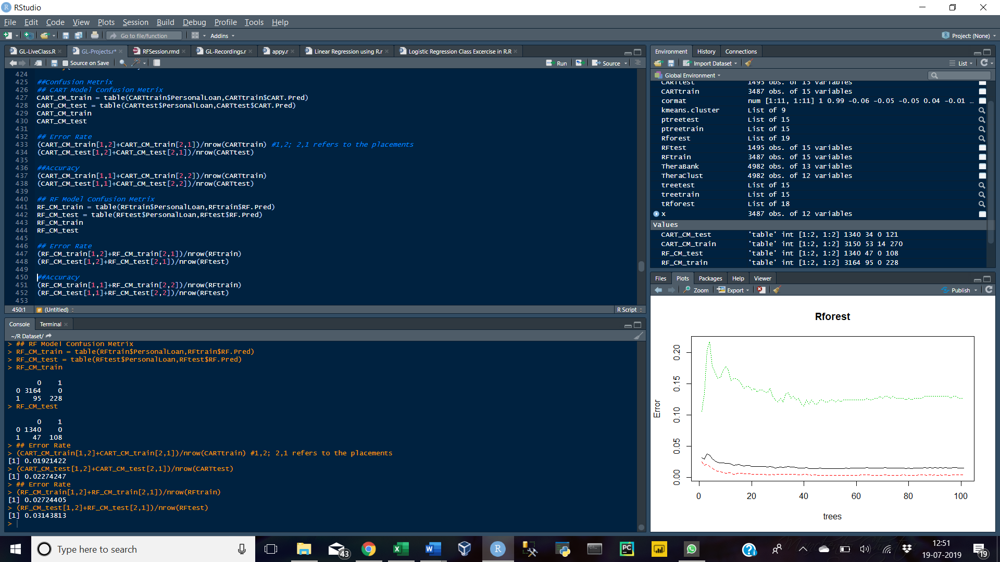 RStudio
File Edit Code View Plots Session Build Debug Profile Tools Help
Go to file/function Addins Project: (None)
GL-LiveClass.R GL-Projects.r* RFSession.rmd GL-Recordings.r appy.r Linear Regression using R.r Logistic Regression Class Excercise in R.R
Source on Save Run Source
424
425 ##Confusion Metrix
426 ## CART Model Confusion Metrix
427 CART_CM_train = table(CARTtrain$PersonalLoan,CARTtrain$CART.Pred)
428 CART_CM_test = table(CARTtest$PersonalLoan,CARTtest$CART.Pred)
429 CART_CM_train
430 CART_CM_test
431
432 ## Error Rate
433 (CART_CM_train[1,2]+CART_CM_train[2,1])/nrow(CARTtrain) #1,2; 2,1 refers to the placements
434 (CART_CM_test[1,2]+CART_CM_test[2,1])/nrow(CARTtest)
435
436 ##Accuracy
437 (CART_CM_train[1,1]+CART_CM_train[2,2])/nrow(CARTtrain)
438 (CART_CM_test[1,1]+CART_CM_test[2,2])/nrow(CARTtest)
439
440 ## RF Model Confusion Metrix
441 RF_CM_train = table(RFtrain$PersonalLoan,RFtrain$RF.Pred)
442 RF_CM_test = table(RFtest$PersonalLoan,RFtest$RF.Pred)
443 RF_CM_train
444 RF_CM_test
445
446 ## Error Rate
447 (RF_CM_train[1,2]+RF_CM_train[2,1])/nrow(RFtrain)
448 (RF_CM_test[1,2]+RF_CM_test[2,1])/nrow(RFtest)
449
450 ##Accuracy
451 (RF_CM_train[1,1]+RF_CM_train[2,2])/nrow(RFtrain)
452 (RF_CM_test[1,1]+RF_CM_test[2,2])/nrow(RFtest)
453
450:1 # (Untitled) R Script
Console Terminal
~/R Dataset/
> ## RF Model Confusion Metrix
> RF_CM_train = table(RFtrain$PersonalLoan,RFtrain$RF.Pred)
> RF_CM_test = table(RFtest$PersonalLoan,RFtest$RF.Pred)
> RF_CM_train
0 1
0 3164 0
1 95 228
> RF_CM_test
0 1
0 1340 0
1 47 108
> ## Error Rate
> (CART_CM_train[1,2]+CART_CM_train[2,1])/nrow(CARTtrain) #1,2; 2,1 refers to the placements
[1] 0.01921422
> (CART_CM_test[1,2]+CART_CM_test[2,1])/nrow(CARTtest)
[1] 0.02274247
> ## Error Rate
> (RF_CM_train[1,2]+RF_CM_train[2,1])/nrow(RFtrain)
[1] 0.02724405
> (RF_CM_test[1,2]+RF_CM_test[2,1])/nrow(RFtest)
[1] 0.03143813
>
Environment History Connections
Import Dataset List
Global Environment
CARTtest 1495 obs. of 15 variables
CARTtrain 3487 obs. of 15 variables
cormat num [1:11, 1:11] 1 0.99 -0.06 -0.05 -0.05 0.04 -0.01 ...
kmeans.cluster List of 9
ptreetest List of 15
ptreetrain List of 15
Rforest List of 19
RFtest 1495 obs. of 15 variables
RFtrain 3487 obs. of 15 variables
TheraBank 4982 obs. of 13 variables
TheraClust 4982 obs. of 12 variables
treetest List of 15
treetrain List of 15
tRforest List of 18
x 3487 obs. of 12 variables
Values
CART_CM_test 'table' int [1:2, 1:2] 1340 34 0 121
CART_CM_train 'table' int [1:2, 1:2] 3150 53 14 270
RF_CM_test 'table' int [1:2, 1:2] 1340 47 0 108
RF_CM_train 'table' int [1:2, 1:2] 3164 95 0 228
Files Plots Packages Help Viewer
Zoom Export Publish
Rforest
Error
0.20
0.15
0.10
0.05
0.00
0 20 40 60 80 100
trees
Type here to search
43
12:51
19-07-2019
19